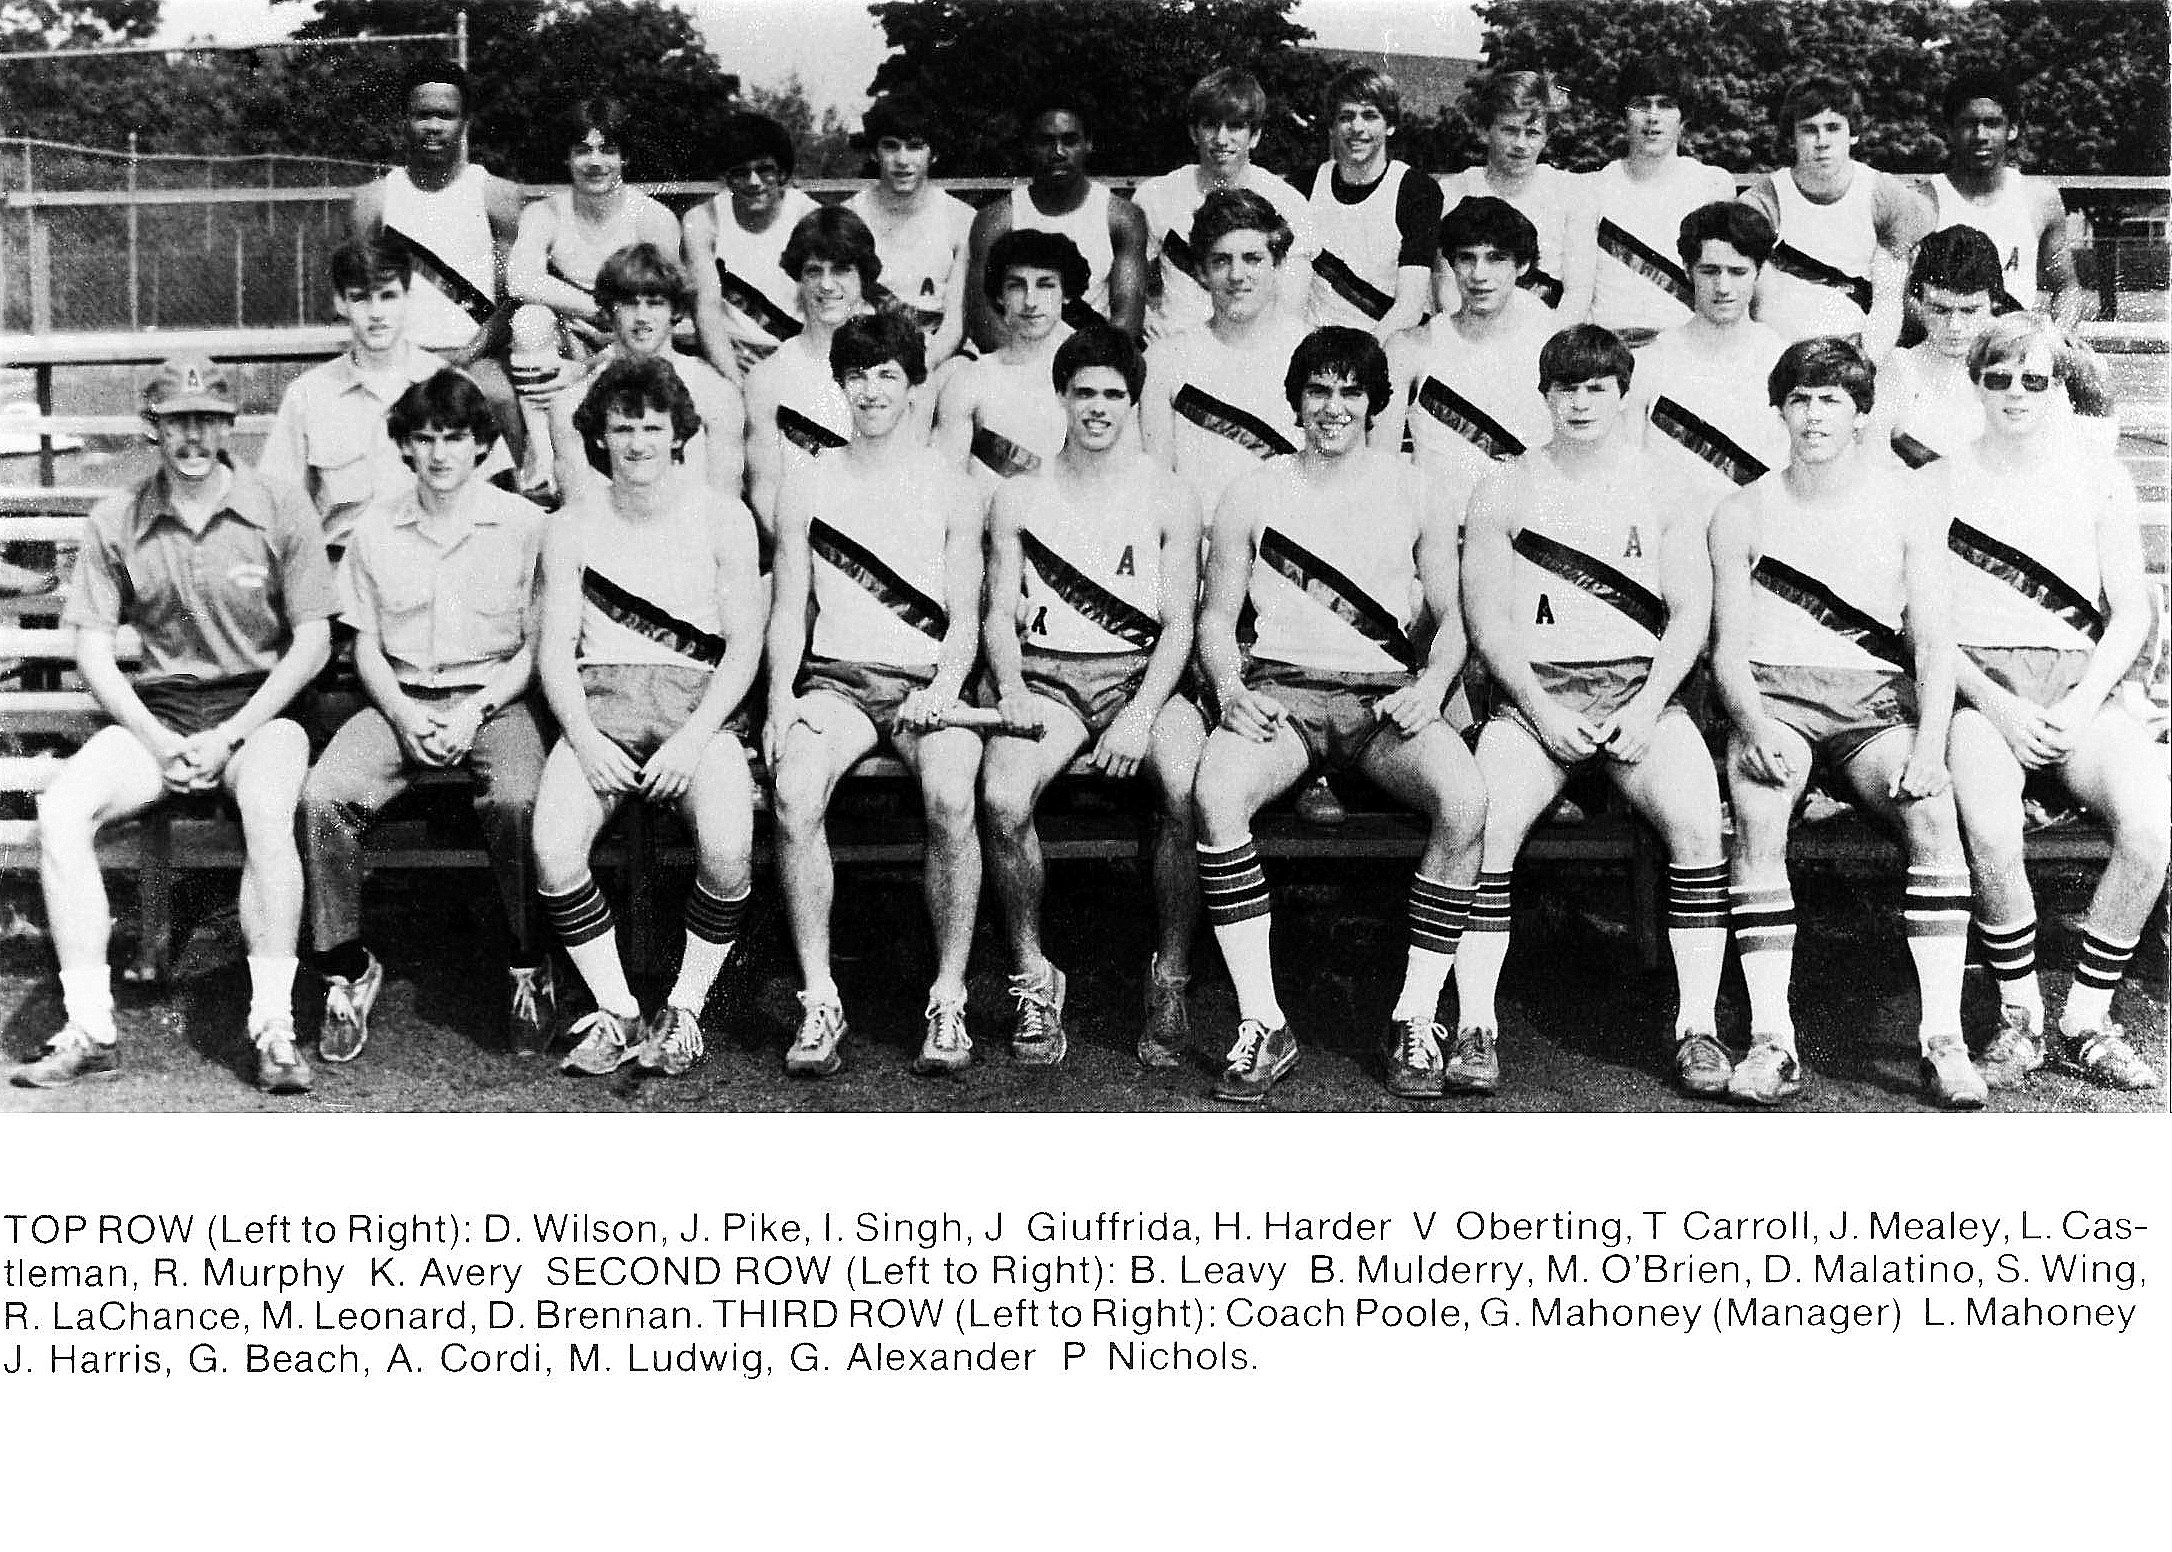 A
A
A
A
A
A
A
TOP ROW (Left to Right): D. Wilson, J. Pike, I. Singh, J Giuffrida, H. Harder V Oberting, T Carroll, J. Mealey, L. Cas-
tleman, R. Murphy K. Avery SECOND ROW (Left to Right): B. Leavy B. Mulderry, M. O'Brien, D. Malatino, S. Wing,
R. LaChance, M. Leonard, D. Brennan. THIRD ROW (Left to Right): Coach Poole, G. Mahoney (Manager) L. Mahoney
J. Harris, G. Beach, A. Cordi, M. Ludwig, G. Alexander P Nichols.